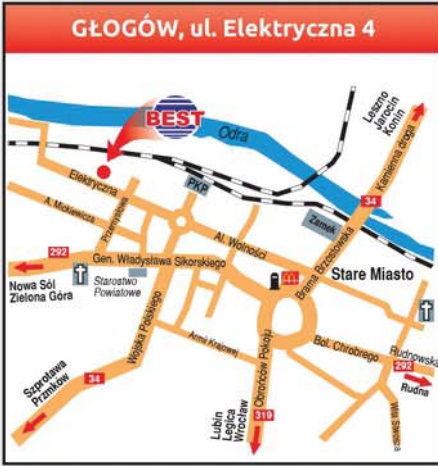 GŁOGÓW, ul. Elektryczna 4
BEST
Odra
Leszno
Jarocin
Konin
Kamienna droga
34
Elektryczna
PKP
A. Mickiewicza
Przemysłowa
Zamek
Al. Wolności
292
Gen. Władysława Sikorskiego
Brama Brzostowska
Stare Miasto
Nowa Sól
Zielona Góra
Starostwo
Powiatowe
Wojska Polskiego
Armii Krajowej
Obrońców Pokoju
Bol. Chrobrego
Rudnowska
292
Rudna
Szprotawa
Przmków
34
319
Lubin
Legica
Wrocław
Wita Stwosza